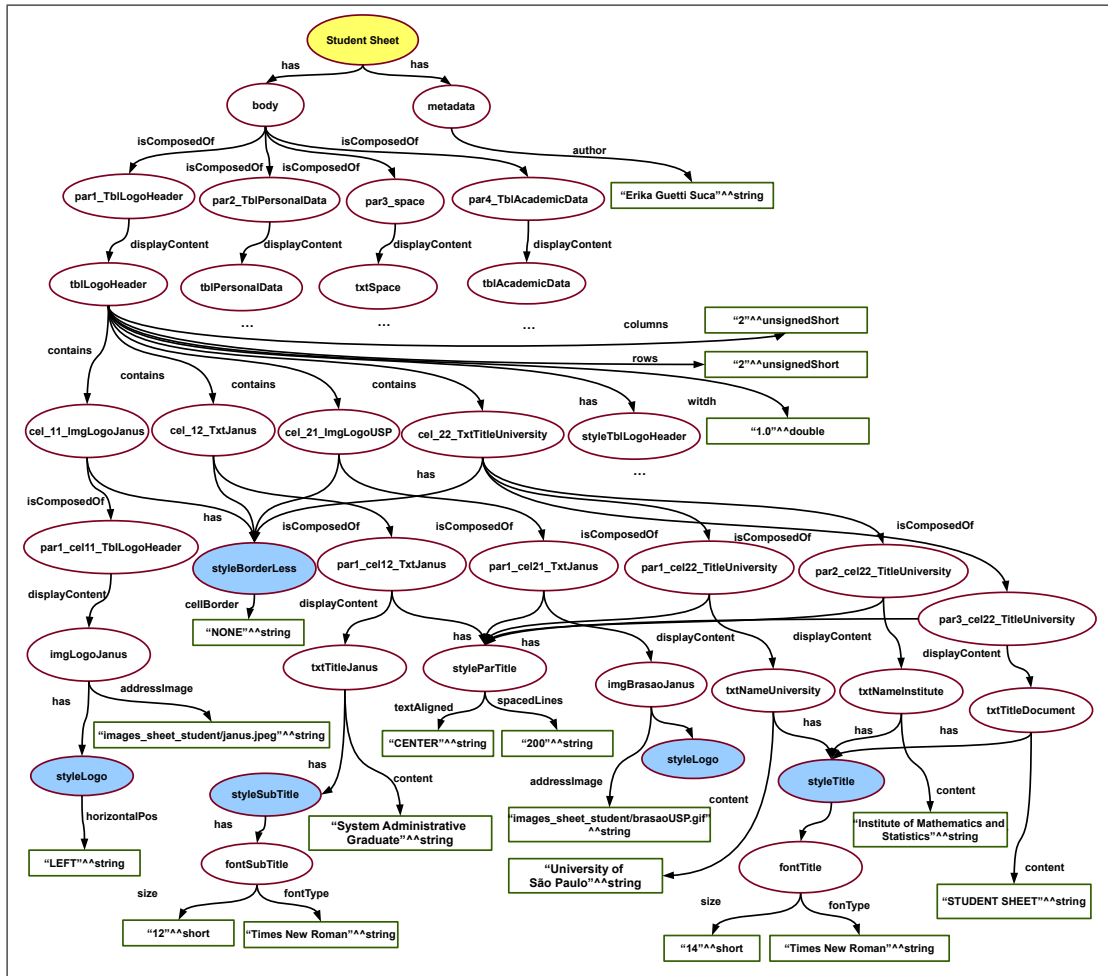 Student Sheet
has
has
body
metadata
isComposedOf
isComposedOf
isComposedOf
isComposedOf
author
par1_TblLogoHeader
par2_TblPersonalData
par3_space
par4_TblAcademicData
“Erika Guetti Suca”^^string
displayContent
displayContent
displayContent
tblLogoHeader
tblPersonalData
txtSpace
tblAcademicData
...
...
...
columns
“2”^^unsignedShort
contains
rows
“2”^^unsignedShort
contains
contains
contains
has
witdh
cel_11_ImgLogoJanus
cel_12_TxtJanus
cel_21_ImgLogoUSP
cel_22_TxtTitleUniversity
styleTblLogoHeader
“1.0”^^double
...
has
isComposedOf
has
isComposedOf
isComposedOf
isComposedOf
par1_cel11_TblLogoHeader
styleBorderLess
par1_cel12_TxtJanus
par1_cel21_TxtJanus
par1_cel22_TitleUniversity
par2_cel22_TitleUniversity
displayContent
cellBorder
displayContent
par3_cel22_TitleUniversity
“NONE”^^string
has
has
displayContent
displayContent
displayContent
imgLogoJanus
txtTitleJanus
styleParTitle
imgBrasaoJanus
txtNameUniversity
txtNameInstitute
txtTitleDocument
addressImage
has
textAligned
spacedLines
has
has
has
“images_sheet_student/janus.jpeg”^^string
“CENTER”^^string
“200”^^string
styleLogo
styleLogo
has
addressImage
styleTitle
styleSubTitle
content
content
content
horizontalPos
has
“images_sheet_student/brasaoUSP.gif”
^^string
“System Administrative
Graduate”^^string
“Institute of Mathematics and
Statistics”^^string
“LEFT”^^string
fontSubTitle
“University of
São Paulo”^^string
fontTitle
content
size
fontType
size
fonType
“STUDENT SHEET”^^string
“12”^^short
“Times New Roman”^^string
“14”^^short
“Times New Roman”^^string